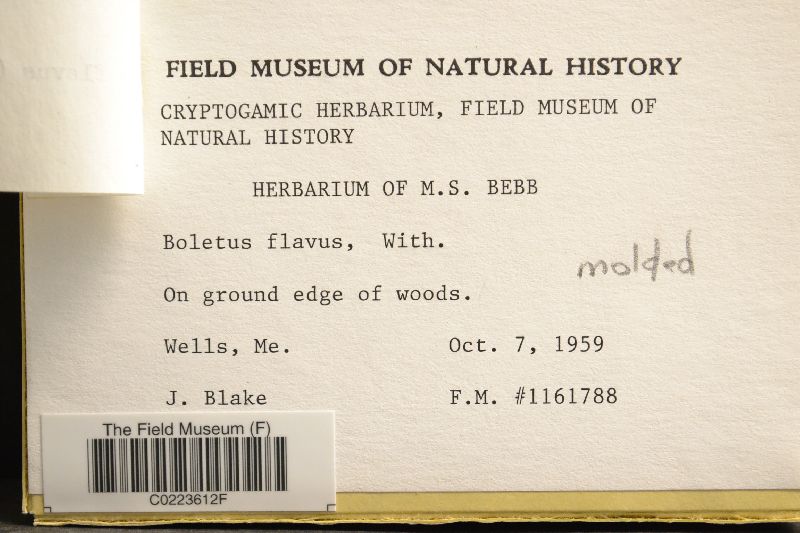 FIELD MUSEUM OF NATURAL HISTORY
CRYPTOGAMIC HERBARIUM, FIELD MUSEUM OF
NATURAL HISTORY
HERBARIUM OF M.S. BEBB
Boletus flavus, With.
molded
On ground edge of woods.
Wells, Me. Oct. 7, 1959
J. Blake F.M. #1161788
The Field Museum (F)
C0223612F